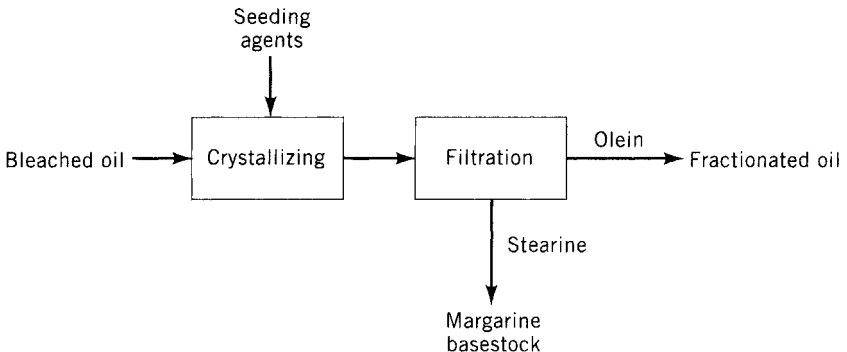 Seeding
agents
Bleached oil
Crystallizing
Filtration
Olein
Fractionated oil
Stearine
Margarine
basestock